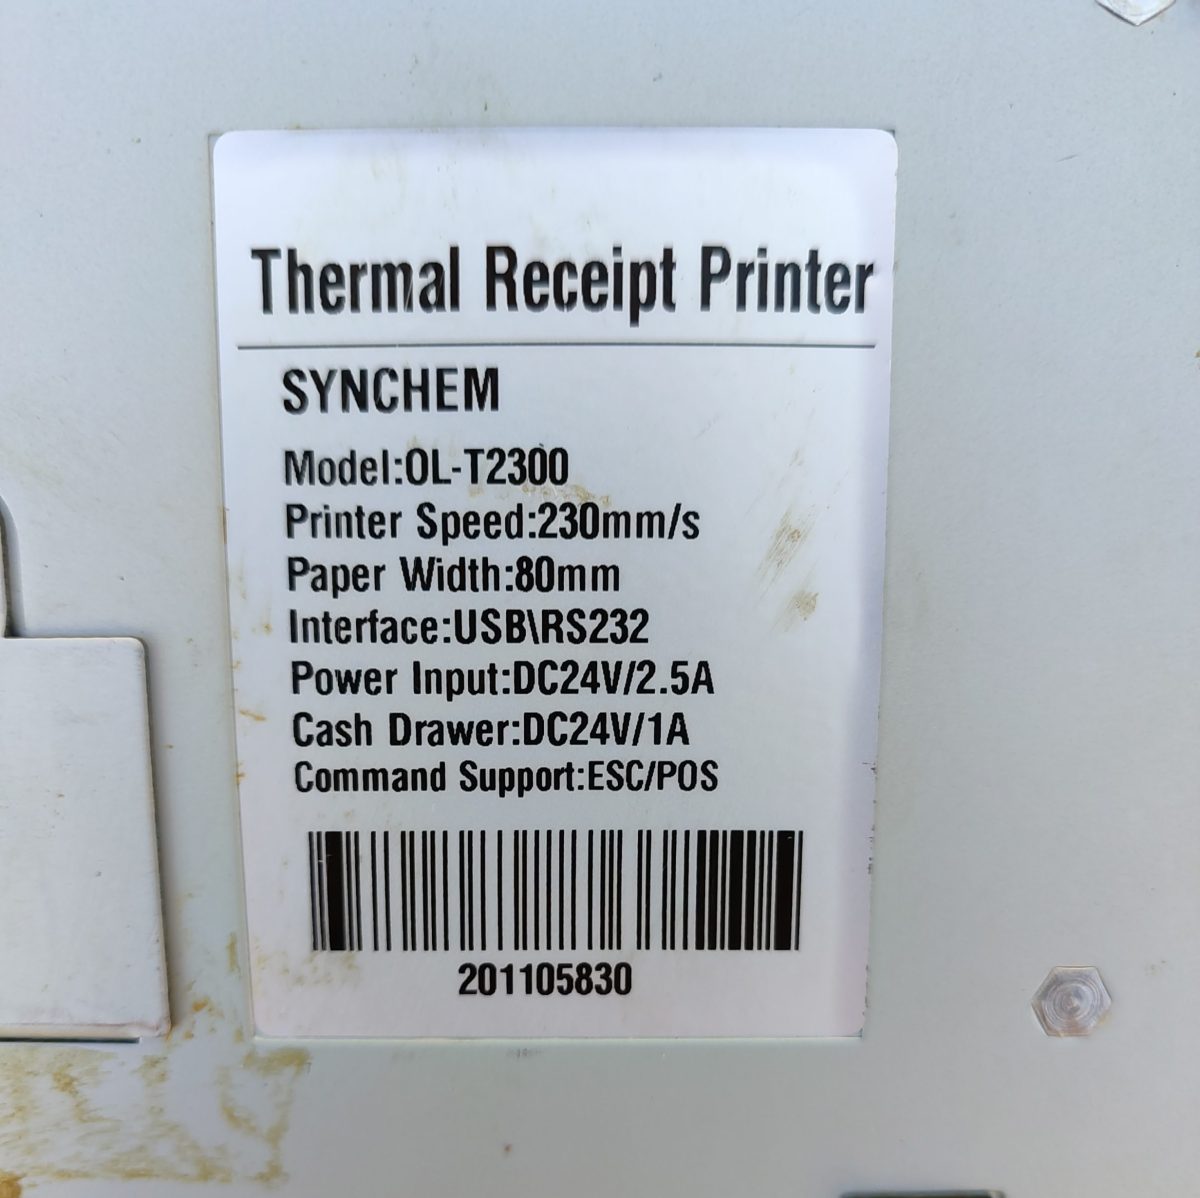 Thermal Receipt Printer
SYNCHEM
Model:OL-T2300
Printer Speed:230mm/s
Paper Width:80mm
Interface:USB\RS232
Power Input:DC24V/2.5A
Cash Drawer:DC24V/1A
Command Support:ESC/POS
201105830